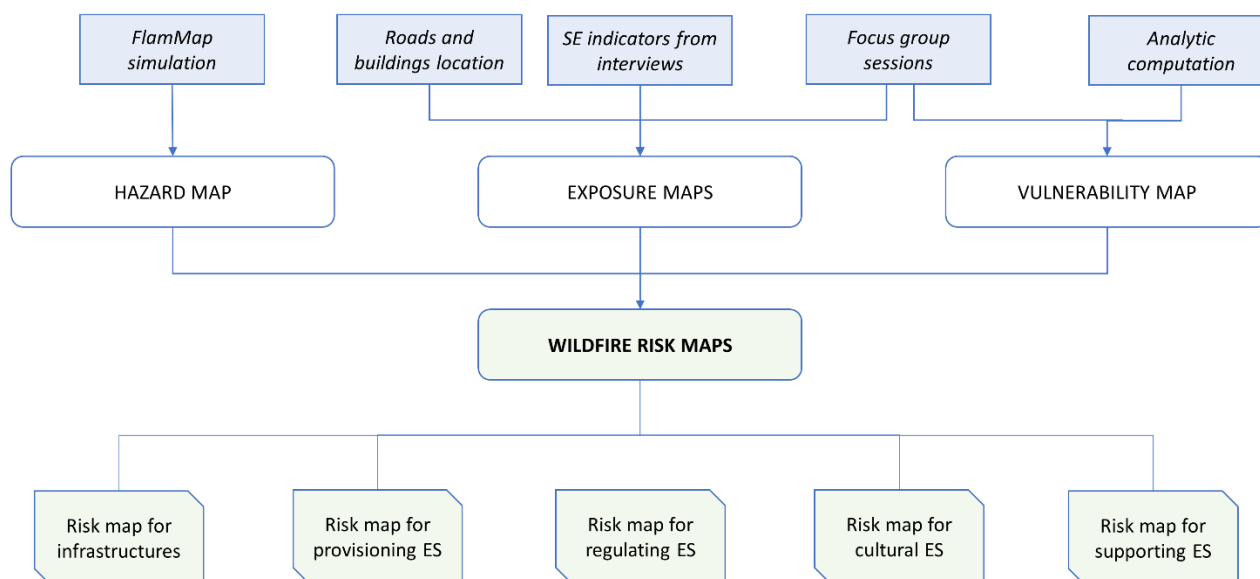 FlamMap
simulation
Roads and
buildings location
SE indicators from
interviews
Focus group
sessions
Analytic
computation
HAZARD MAP
EXPOSURE MAPS
VULNERABILITY MAP
WILDFIRE RISK MAPS
Risk map for
infrastructures
Risk map for
provisioning ES
Risk map for
regulating ES
Risk map for
cultural ES
Risk map for
supporting ES